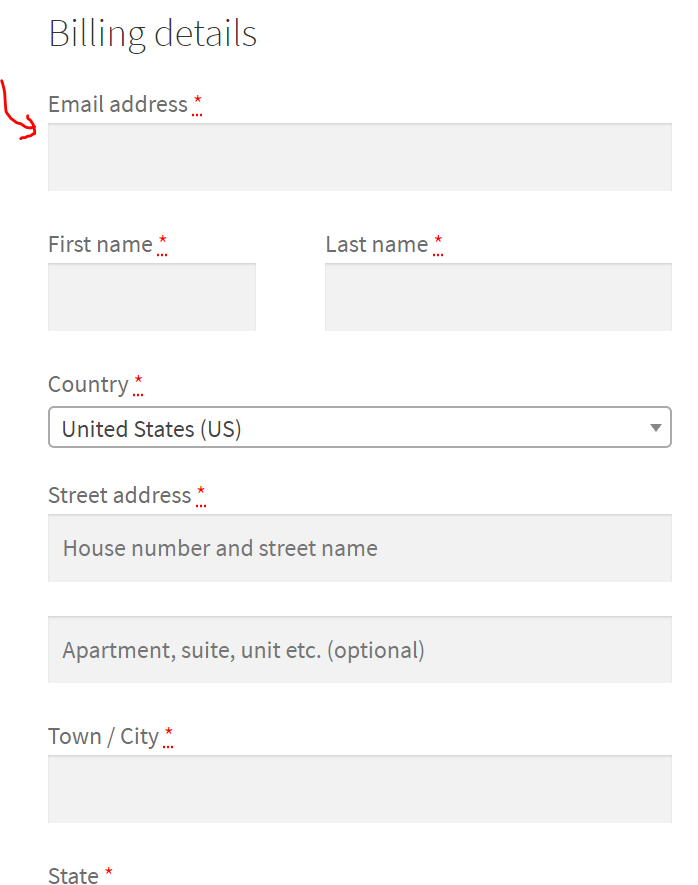 Billing details
Email address *
First name * Last name *
Country *
United States (US)
Street address *
House number and street name
Apartment, suite, unit etc. (optional)
Town / City *
State *